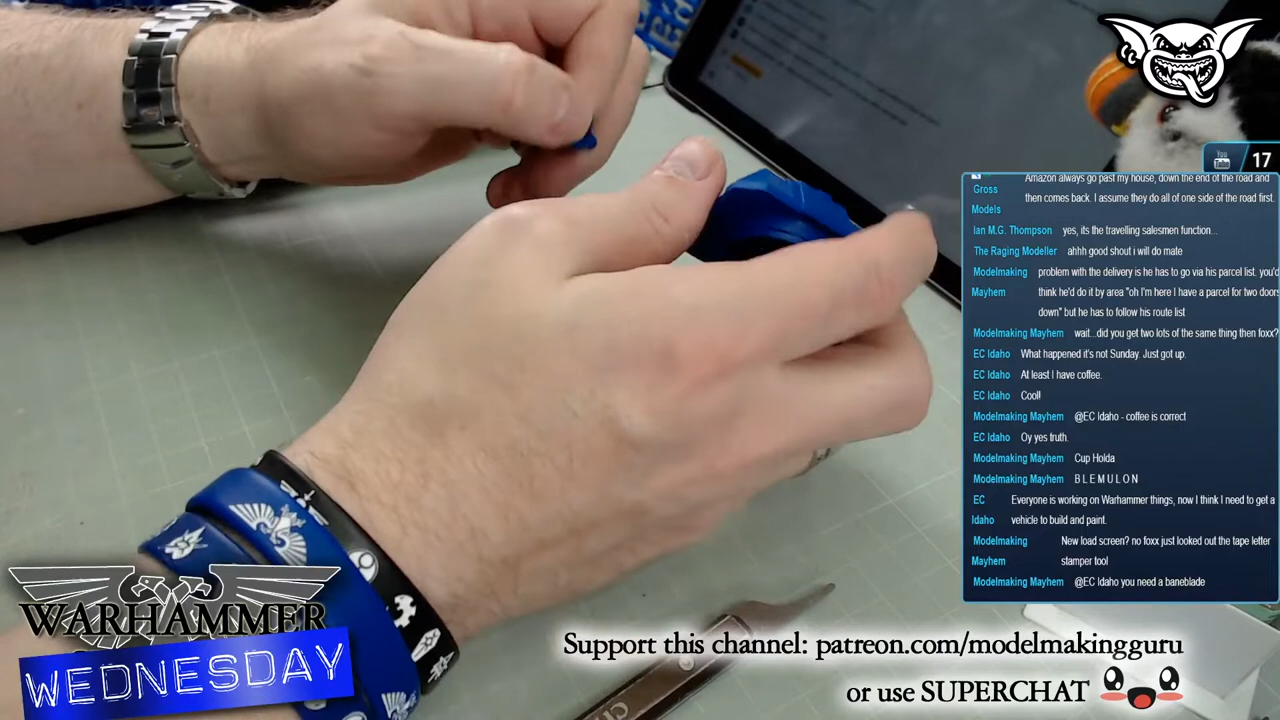 You
Tube
17
Amazon always go past my house, down the end of the road and
Gross
then comes back. I assume they do all of one side of the road first.
Models
Ian M.G. Thompson yes, its the travelling salesmen function...
The Raging Modeller ahhh good shout i will do mate
Modelmaking problem with the delivery is he has to go via his parcel list. you'd
Mayhem think he'd do it by area "oh I'm here I have a parcel for two doors
down" but he has to follow his route list
Modelmaking Mayhem wait...did you get two lots of the same thing then foxx?
EC Idaho What happened it's not Sunday. Just got up.
EC Idaho At least I have coffee.
EC Idaho Cool!
Modelmaking Mayhem @EC Idaho - coffee is correct
EC Idaho Oy yes truth.
Modelmaking Mayhem Cup Holda
Modelmaking Mayhem B L E M U L O N
EC Everyone is working on Warhammer things, now I think I need to get a
Idaho vehicle to build and paint.
Modelmaking New load screen? no foxx just looked out the tape letter
Mayhem stamper tool
Modelmaking Mayhem @EC Idaho you need a baneblade
WARHAMMER
WEDNESDAY
Support this channel: patreon.com/modelmakingguru
or use SUPERCHAT